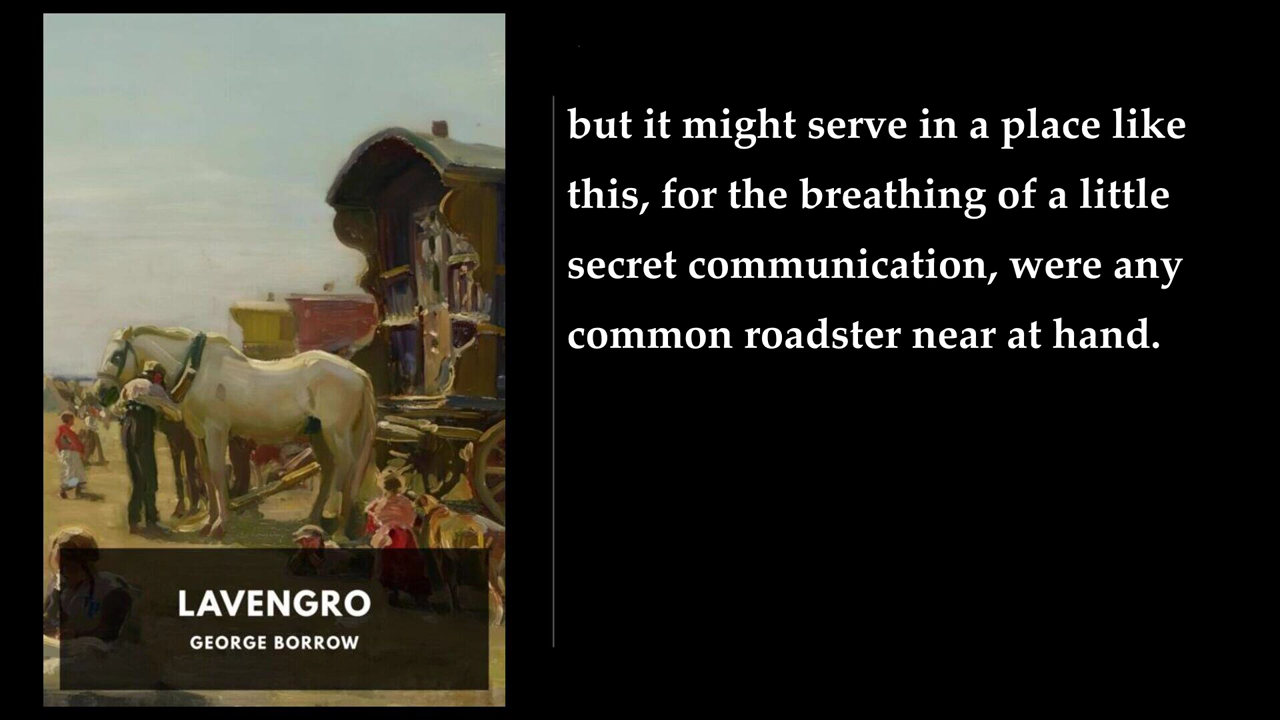 but it might serve in a place like
this, for the breathing of a little
secret communication, were any
common roadster near at hand.
LAVENGRO
GEORGE BORROW